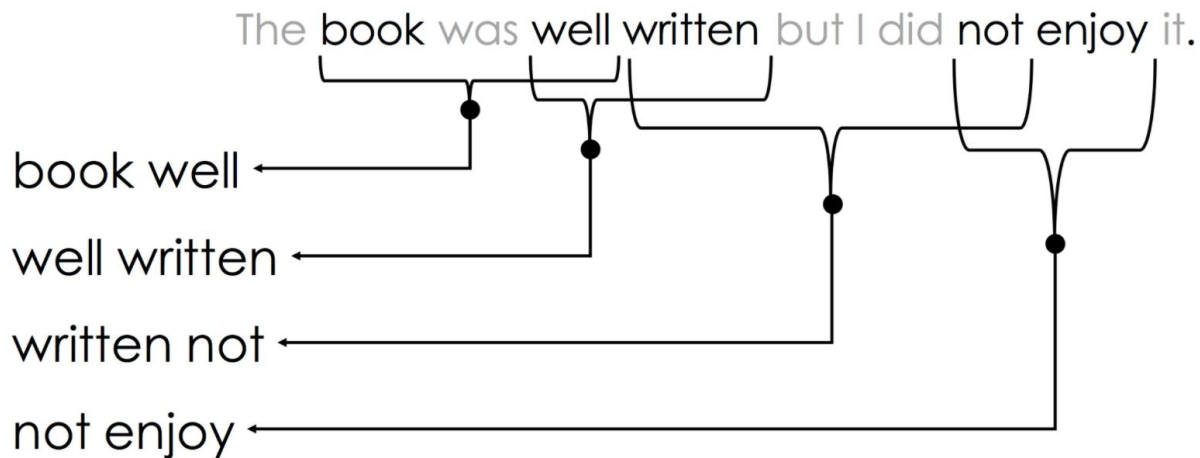 The book was well written but I did not enjoy it.
book well
well written
written not
not enjoy